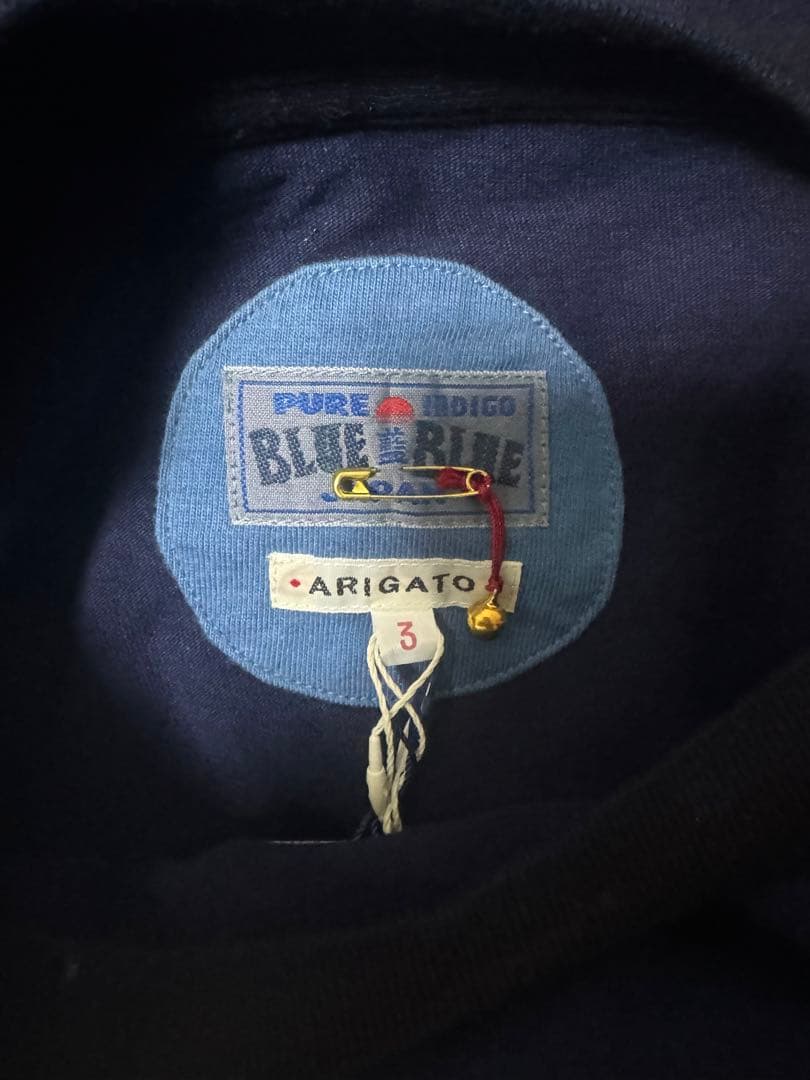 PURE INDIGO
BLUE 藍 BLUE
JAPAN
ARIGATO
3